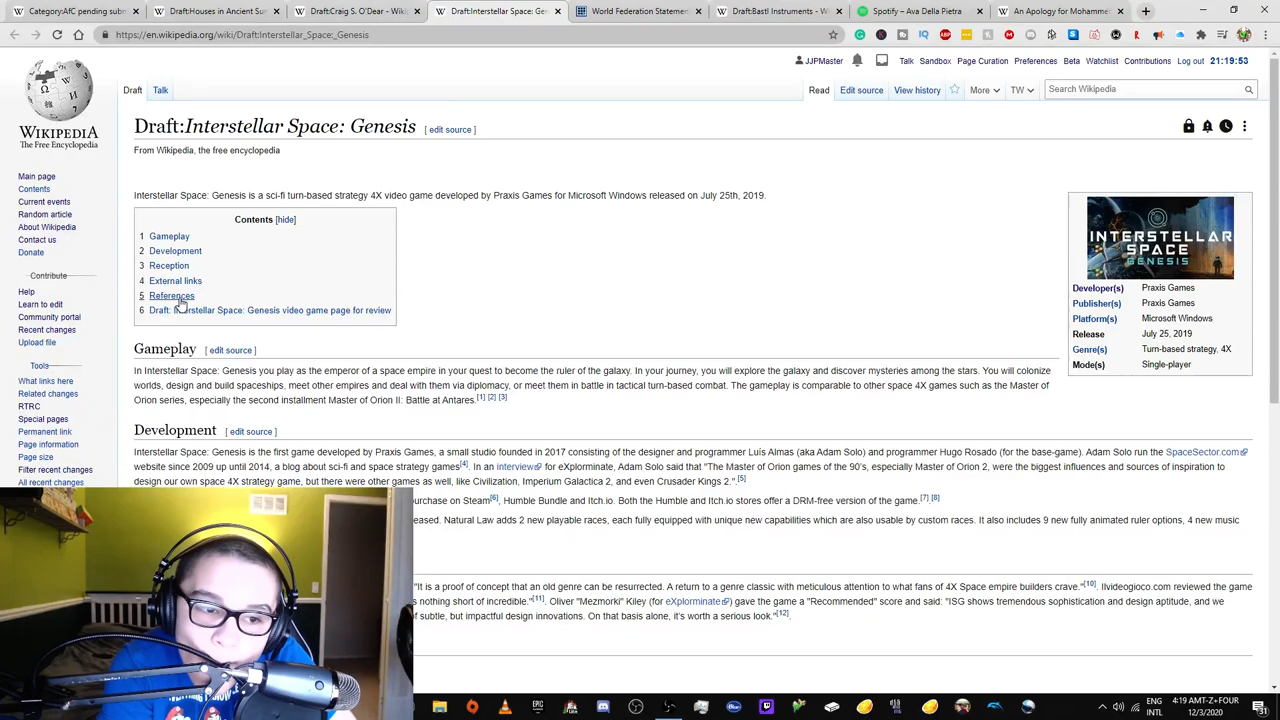 CategoryAfC pending subm
Draft:Houses in Ancient Sum
Draft:Craig S. O'Dear - Wikip
Draft:Interstellar Space: Gene
World Federation Statement
Draft:Bastl Instruments - Wik
Spotify – Ava Della Pietra
An Apology for Mohammed
https://en.wikipedia.org/wiki/Draft:Interstellar_Space:_Genesis
JJPMaster Talk Sandbox Page Curation Preferences Beta Watchlist Contributions Log out 21:19:53
Draft Talk Read Edit source View history More TW Search Wikipedia
WIKIPEDIA
The Free Encyclopedia
Main page
Contents
Current events
Random article
About Wikipedia
Contact us
Donate
Contribute
Help
Learn to edit
Community portal
Recent changes
Upload file
Tools
What links here
Related changes
RTRC
Special pages
Permanent link
Page information
Page size
Filter recent changes
All recent changes
Draft:Interstellar Space: Genesis [ edit source ]
From Wikipedia, the free encyclopedia
Interstellar Space: Genesis is a sci-fi turn-based strategy 4X video game developed by Praxis Games for Microsoft Windows released on July 25th, 2019.
Contents [hide]
1 Gameplay
2 Development
3 Reception
4 External links
5 References
6 Draft: Interstellar Space: Genesis video game page for review
INTERSTELLAR
SPACE
GENESIS
Developer(s) Praxis Games
Publisher(s) Praxis Games
Platform(s) Microsoft Windows
Release July 25, 2019
Genre(s) Turn-based strategy, 4X
Mode(s) Single-player
Gameplay [ edit source ]
In Interstellar Space: Genesis you play as the emperor of a space empire in your quest to become the ruler of the galaxy. In your journey, you will explore the galaxy and discover mysteries among the stars. You will colonize
worlds, design and build spaceships, meet other empires and deal with them via diplomacy, or meet them in battle in tactical turn-based combat. The gameplay is comparable to other space 4X games such as the Master of
Orion series, especially the second installment Master of Orion II: Battle at Antares.[1] [2] [3]
Development [ edit source ]
Interstellar Space: Genesis is the first game developed by Praxis Games, a small studio founded in 2017 consisting of the designer and programmer Luís Almas (aka Adam Solo) and programmer Hugo Rosado (for the base-game). Adam Solo run the SpaceSector.com
website since 2009 up until 2014, a blog about sci-fi and space strategy games[4]. In an interview for eXplorminate, Adam Solo said that "The Master of Orion games of the 90's, especially Master of Orion 2, were the biggest influences and sources of inspiration to
design our own space 4X strategy game, but there were other games as well, like Civilization, Imperium Galactica 2, and even Crusader Kings 2.".[5]
urchase on Steam[6], Humble Bundle and Itch.io. Both the Humble and Itch.io stores offer a DRM-free version of the game.[7] [8]
eased. Natural Law adds 2 new playable races, each fully equipped with unique new capabilities which are also usable by custom races. It also includes 9 new fully animated ruler options, 4 new music
"It is a proof of concept that an old genre can be resurrected. A return to a genre classic with meticulous attention to what fans of 4X Space empire builders crave.".[10] Ilvideogioco.com reviewed the game
s nothing short of incredible.".[11]. Oliver "Mezmorki" Kiley (for eXplorminate) gave the game a "Recommended" score and said: "ISG shows tremendous sophistication and design aptitude, and we
f subtle, but impactful design innovations. On that basis alone, it's worth a serious look."[12].
ENG
INTL
4:19 AMT-Z+FOUR
12/3/2020